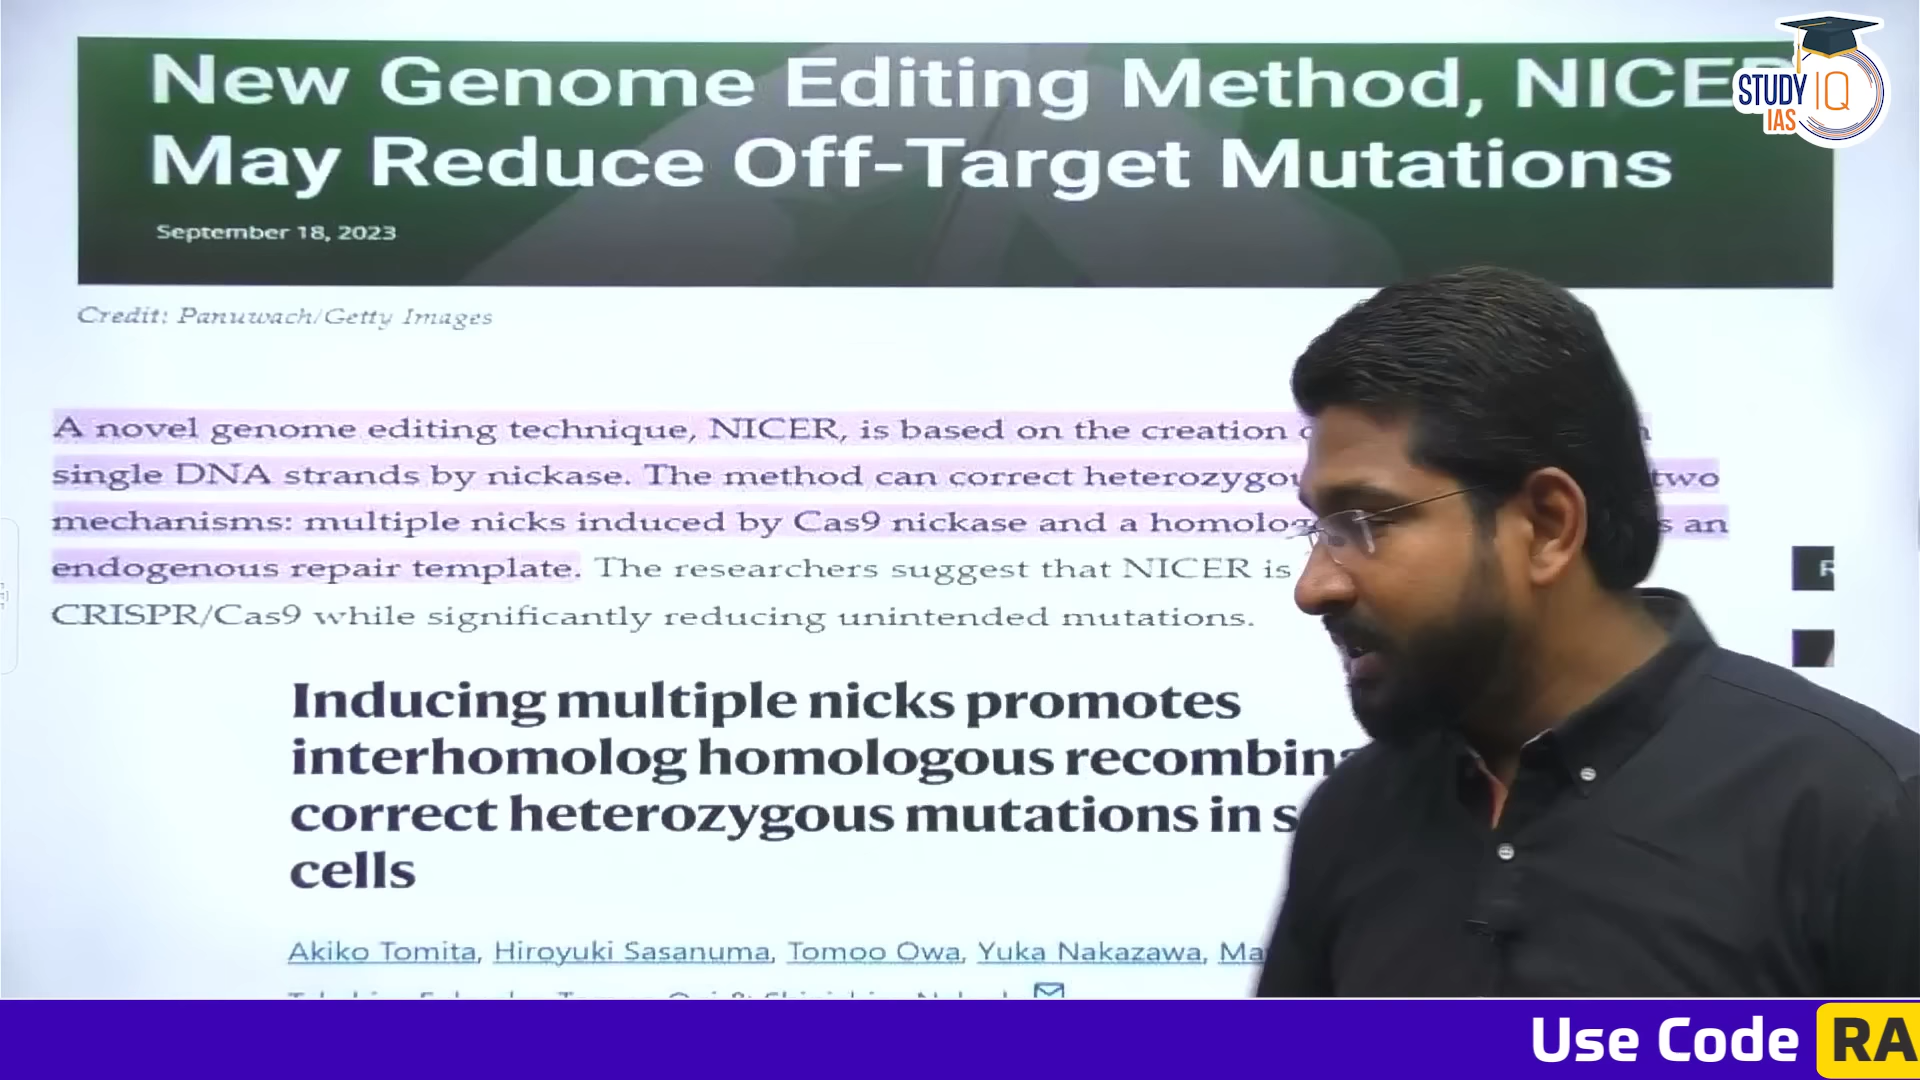 New Genome Editing Method, NICER
May Reduce Off-Target Mutations
September 18, 2023
STUDY IQ
IAS
Credit: Panuwach/Getty Images
A novel genome editing technique, NICER, is based on the creation
single DNA strands by nickase. The method can correct two
mechanisms: multiple nicks induced by Cas9 nickase and a an
endogenous repair template. The researchers suggest that NICER is
CRISPR/Cas9 while significantly reducing unintended mutations.
Inducing multiple nicks promotes
interhomolog homologous
correct heterozygous mutations in
cells
Akiko Tomita, Hiroyuki Sasanuma, Tomoo Owa, Yuka Nakazawa,
Use Code RA